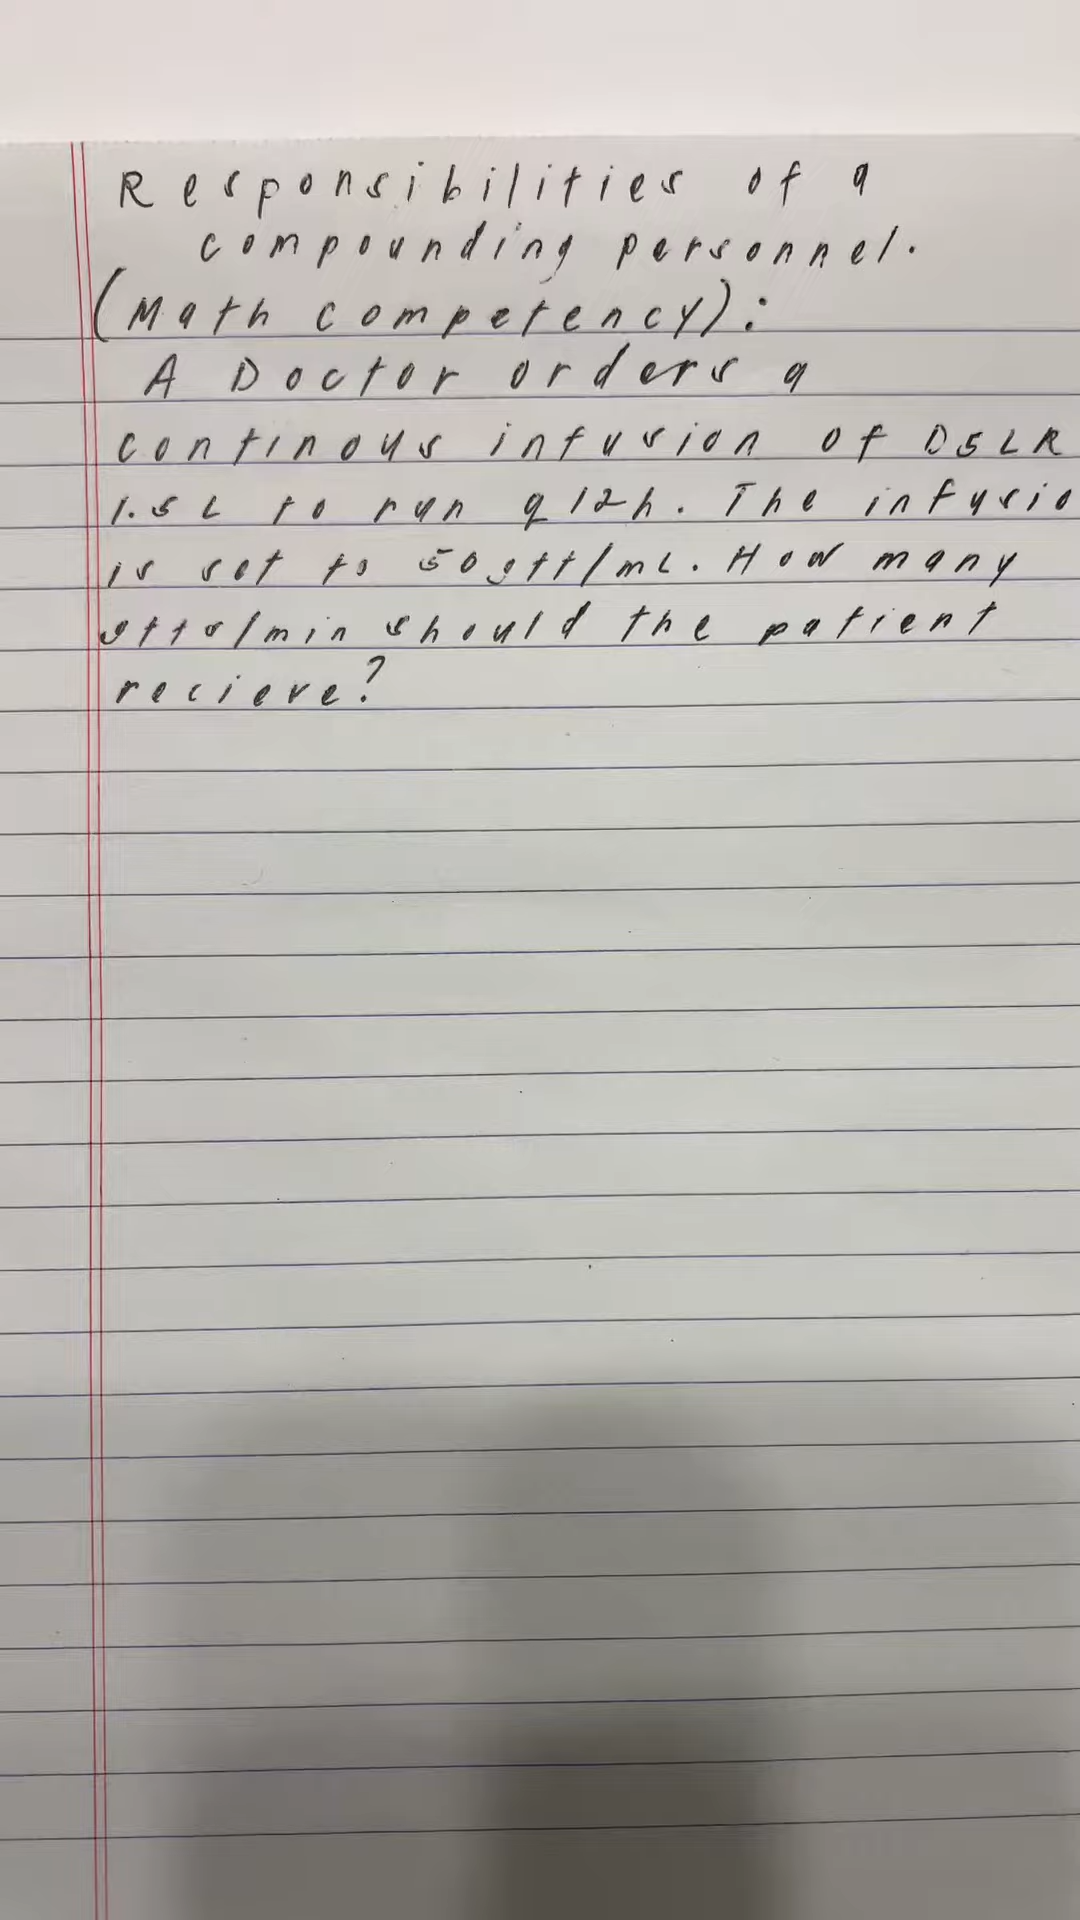 Responsibilities of a
compounding personnel.
(Math competency):
A Doctor orders a
continous infusion of D5LR
1.5 L to run q12h. The infusio
is set to 50gtt/mL. How many
gtts/min should the patient
recieve?